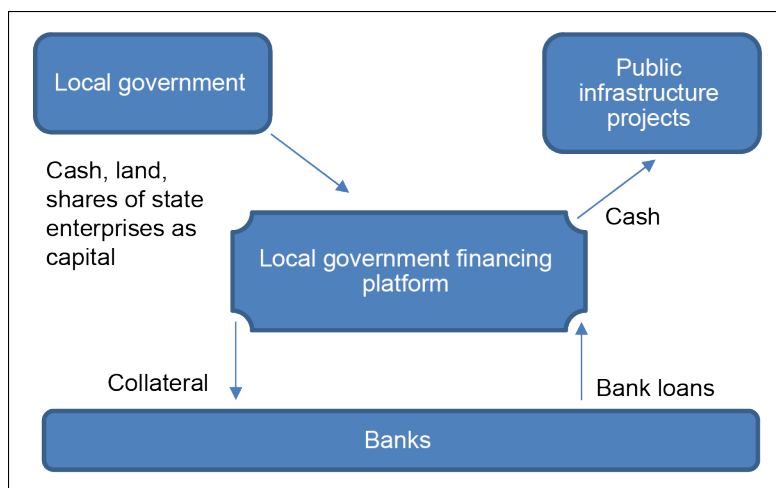 Local government
Public
infrastructure
projects
Cash, land,
shares of state
enterprises as
capital
Cash
Local government financing
platform
Collateral
Bank loans
Banks